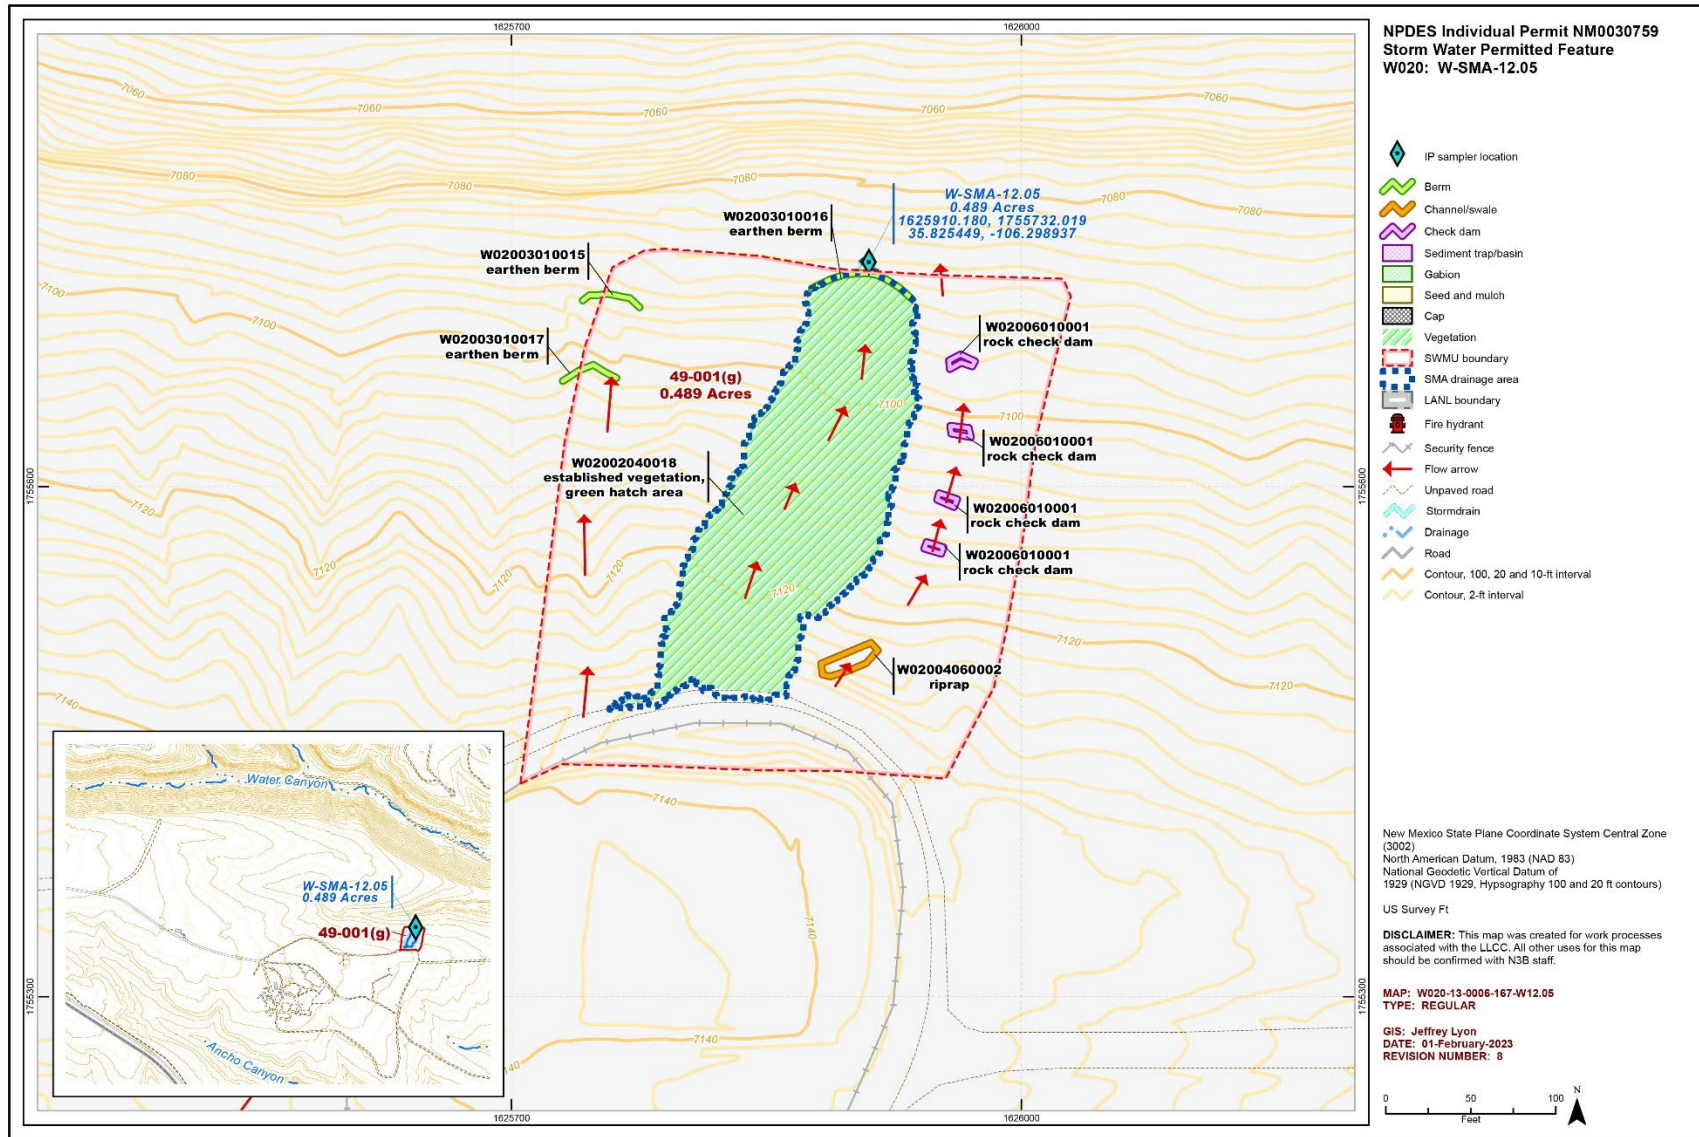 1625700
1626000
NPDES Individual Permit NM0030759
Storm Water Permitted Feature
W020: W-SMA-12.05
7060
7060
7060
7060
7080
7080
7080
7080
7080
W-SMA-12.05
0.489 Acres
1625910.180, 1755732.019
35.825449, -106.298937
W02003010016
earthen berm
W02003010015
earthen berm
7100
7100
W02003010017
earthen berm
W02006010001
rock check dam
49-001(g)
0.489 Acres
7100
7100
7100
W02006010001
rock check dam
W02002040018
established vegetation,
green hatch area
1755600
1755600
7120
W02006010001
rock check dam
W02006010001
rock check dam
7120
7120
7120
7120
7120
7120
W02004060002
riprap
7140
7140
7140
7140
7140
1755300
1755300
Water Canyon
W-SMA-12.05
0.489 Acres
49-001(g)
Ancho Canyon
1625700
1626000
IP sampler location
Berm
Channel/swale
Check dam
Sediment trap/basin
Gabion
Seed and mulch
Cap
Vegetation
SWMU boundary
SMA drainage area
LANL boundary
Fire hydrant
Security fence
Flow arrow
Unpaved road
Stormdrain
Drainage
Road
Contour, 100, 20 and 10-ft interval
Contour, 2-ft interval
New Mexico State Plane Coordinate System Central Zone
(3002)
North American Datum, 1983 (NAD 83)
National Geodetic Vertical Datum of
1929 (NGVD 1929, Hypsography 100 and 20 ft contours)
US Survey Ft
DISCLAIMER: This map was created for work processes
associated with the LLCC. All other uses for this map
should be confirmed with N3B staff.
MAP: W020-13-0006-167-W12.05
TYPE: REGULAR
GIS: Jeffrey Lyon
DATE: 01-February-2023
REVISION NUMBER: 8
N
0 50 100
Feet